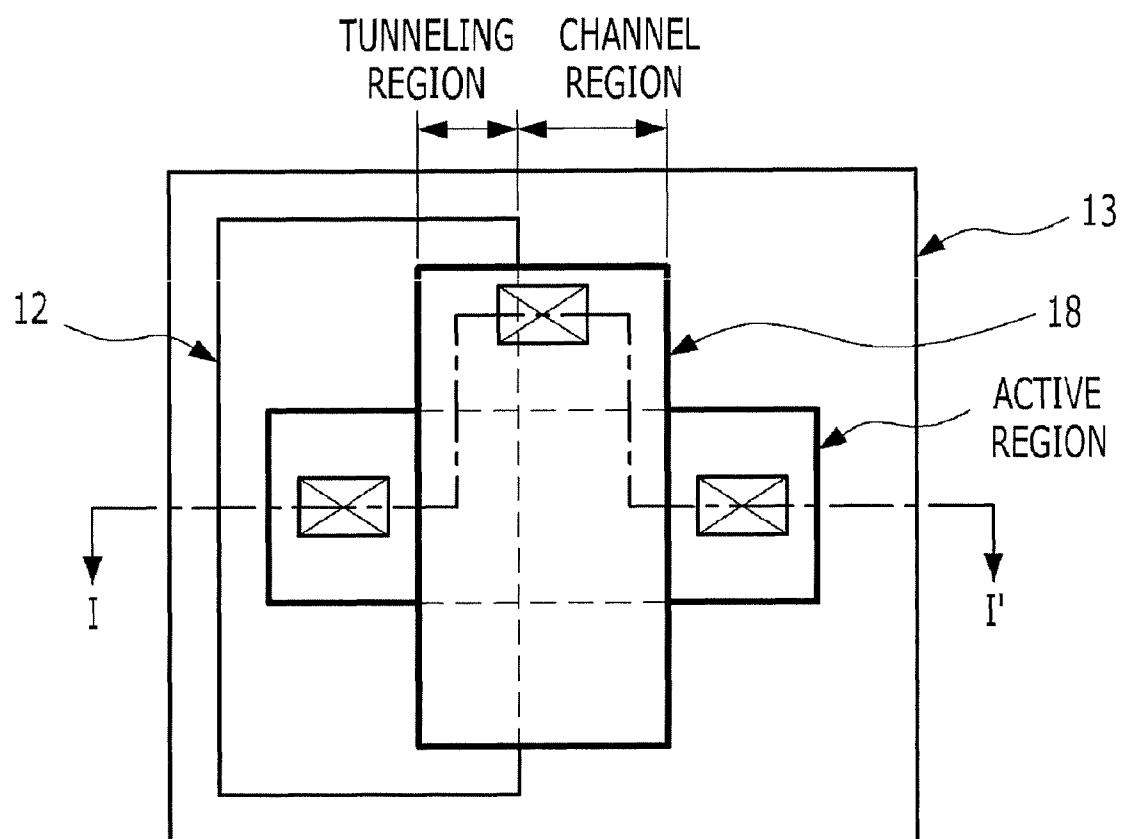 TUNNELING
REGION
CHANNEL
REGION
13
12
18
ACTIVE
REGION
I
I'